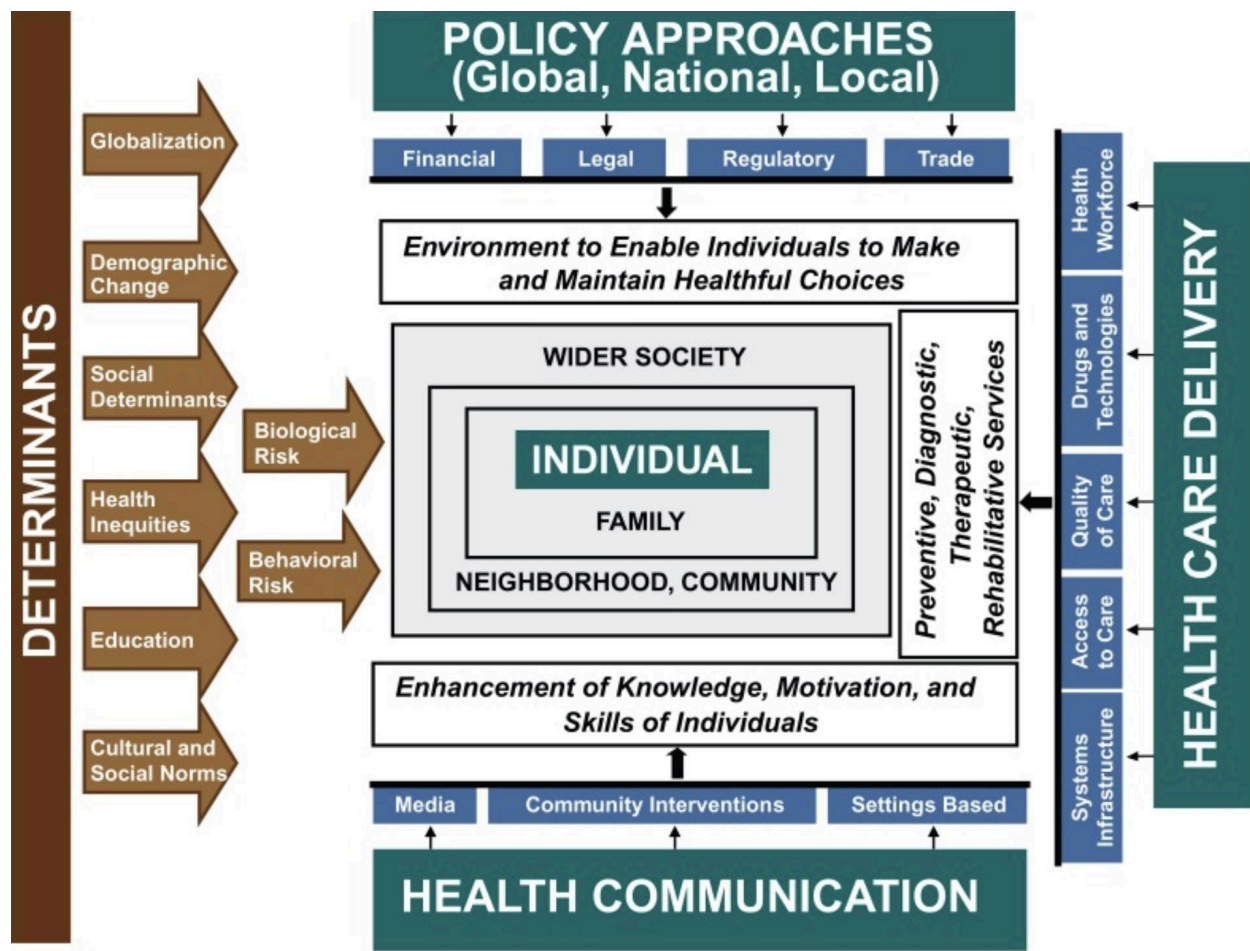 DETERMINANTS
Globalization
Demographic
Change
Social
Determinants
Health
Inequities
Education
Cultural and
Social Norms
Biological
Risk
Behavioral
Risk
POLICY APPROACHES
(Global, National, Local)
Financial
Legal
Regulatory
Trade
Environment to Enable Individuals to Make
and Maintain Healthful Choices
WIDER SOCIETY
INDIVIDUAL
FAMILY
NEIGHBORHOOD, COMMUNITY
Preventive, Diagnostic,
Therapeutic,
Rehabilitative Services
Enhancement of Knowledge, Motivation, and
Skills of Individuals
Media
Community Interventions
Settings Based
HEALTH COMMUNICATION
Health
Workforce
Drugs and
Technologies
Quality
of Care
Access
to Care
Systems
Infrastructure
HEALTH CARE DELIVERY